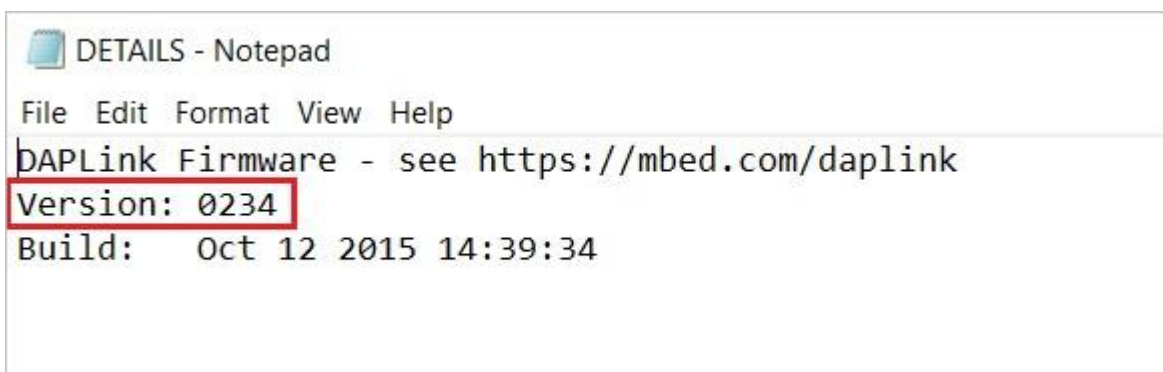 DETAILS - Notepad
File Edit Format View Help
DAPLink Firmware - see https://mbed.com/daplink
Version: 0234
Build:   Oct 12 2015 14:39:34